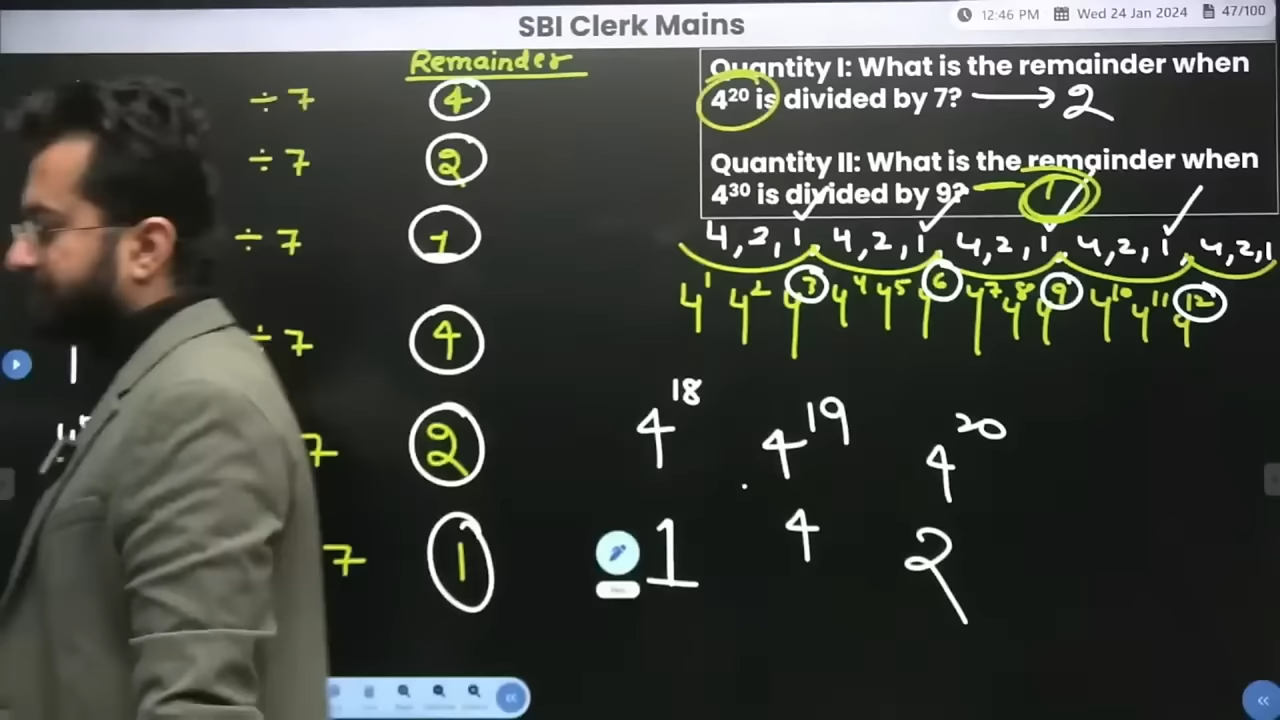 12:46 PM Wed 24 Jan 2024 47/100
SBI Clerk Mains
Remainder
÷ 7 4
÷ 7 2
÷ 7 1
÷ 7 4
7 2
7 1
Quantity I: What is the remainder when
4²⁰ is divided by 7? → 2
Quantity II: What is the remainder when
4³⁰ is divided by 9? — 1
4, 2, 1, 4, 2, 1, 4, 2, 1, 4, 2, 1, 4, 2, 1
4¹ 4² 4³ 4⁴ 4⁵ 4⁶ 4⁷ 4⁸ 4⁹ 4¹⁰ 4¹¹ 4¹²
4¹⁸ 4¹⁹ 4²⁰
1 4 2